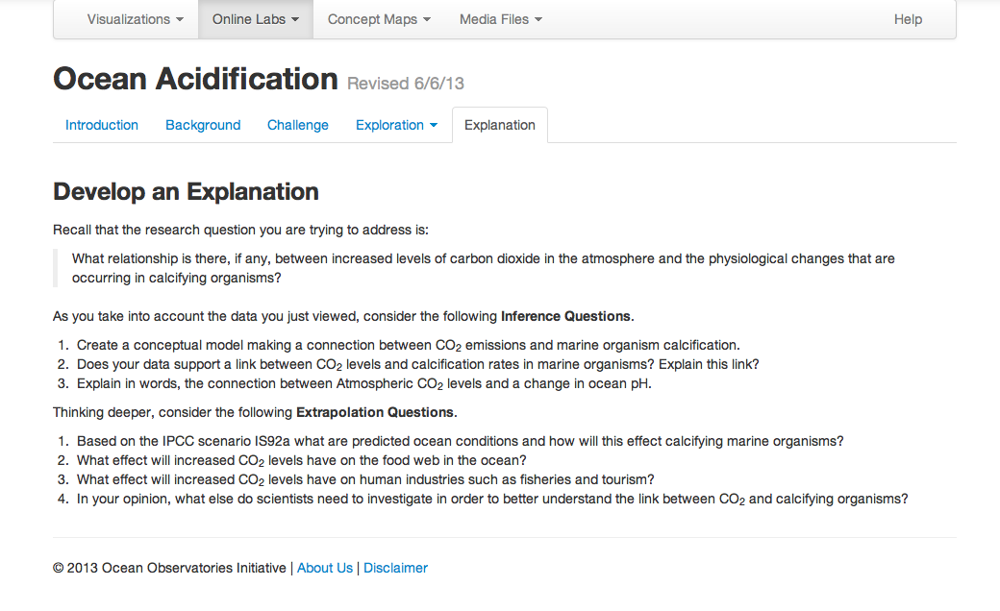 Visualizations Online Labs Concept Maps Media Files Help
Ocean Acidification Revised 6/6/13
Introduction Background Challenge Exploration Explanation
Develop an Explanation
Recall that the research question you are trying to address is:
What relationship is there, if any, between increased levels of carbon dioxide in the atmosphere and the physiological changes that are
occurring in calcifying organisms?
As you take into account the data you just viewed, consider the following Inference Questions.
1. Create a conceptual model making a connection between CO₂ emissions and marine organism calcification.
2. Does your data support a link between CO₂ levels and calcification rates in marine organisms? Explain this link?
3. Explain in words, the connection between Atmospheric CO₂ levels and a change in ocean pH.
Thinking deeper, consider the following Extrapolation Questions.
1. Based on the IPCC scenario IS92a what are predicted ocean conditions and how will this effect calcifying marine organisms?
2. What effect will increased CO₂ levels have on the food web in the ocean?
3. What effect will increased CO₂ levels have on human industries such as fisheries and tourism?
4. In your opinion, what else do scientists need to investigate in order to better understand the link between CO₂ and calcifying organisms?
© 2013 Ocean Observatories Initiative | About Us | Disclaimer